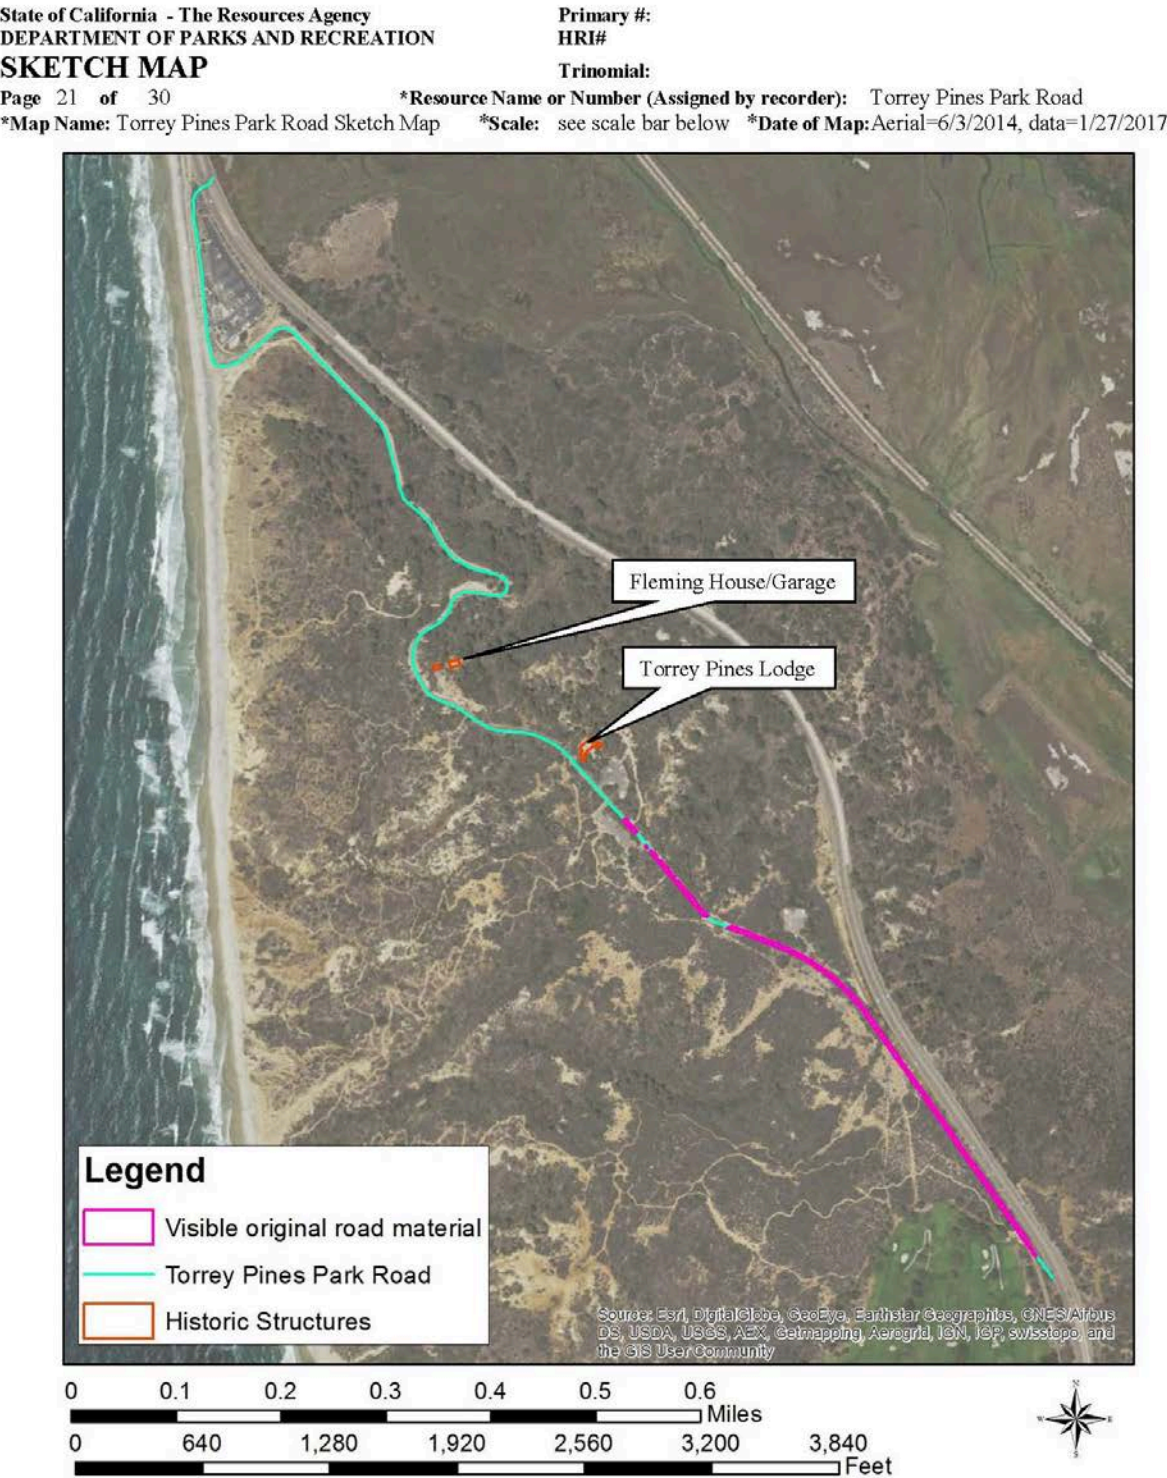 State of California - The Resources Agency Primary #:
DEPARTMENT OF PARKS AND RECREATION HRI#
SKETCH MAP Trinomial:
Page 21 of 30 *Resource Name or Number (Assigned by recorder): Torrey Pines Park Road
*Map Name: Torrey Pines Park Road Sketch Map *Scale: see scale bar below *Date of Map: Aerial=6/3/2014, data=1/27/2017
Fleming House/Garage
Torrey Pines Lodge
Legend
Visible original road material
Torrey Pines Park Road
Historic Structures
Source: Esri, DigitalGlobe, GeoEye, Earthstar Geographics, CNES/Airbus
DS, USDA, USGS, AEX, Getmapping, Aerogrid, IGN, IGP, swisstopo, and
the GIS User Community
0 0.1 0.2 0.3 0.4 0.5 0.6
Miles
0 640 1,280 1,920 2,560 3,200 3,840
Feet
N
W E
S